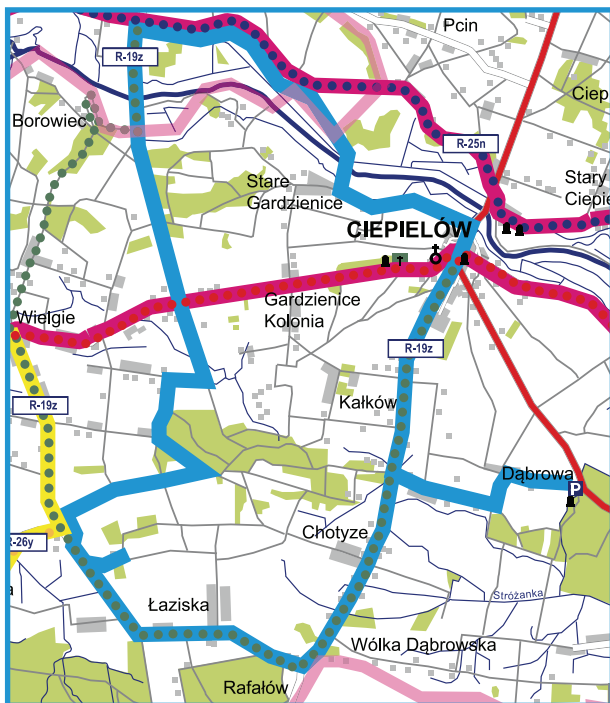 Pcin
R-19z
Ciep
Borowiec
R-25n
Stare
Gardzienice
Stary
Ciepie
CIEPIELÓW
Wielgie
Gardzienice
Kolonia
R-19z
R-19z
Kałków
Dąbrowa
P
R-26y
Chotyze
Stróżanka
Łaziska
Wólka Dąbrowska
Rafałów